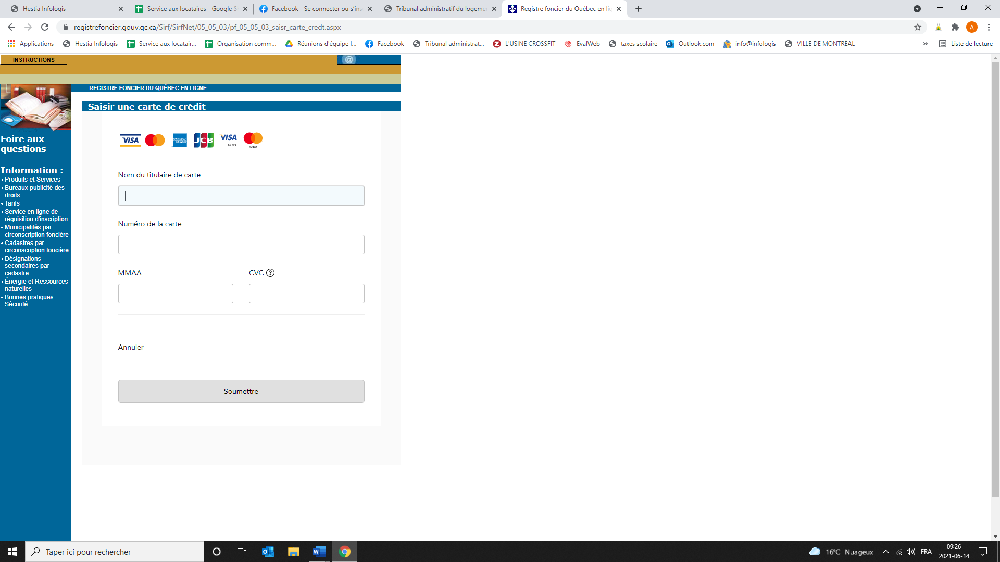 Hestia Infologis
Service aux locataires - Google S
Facebook - Se connecter ou s'ins
Tribunal administratif du logeme
Registre foncier du Québec en li
registrefoncier.gouv.qc.ca/Sirf/SirfNet/05_05_03/pf_05_05_03_saisr_carte_credt.aspx
A
Applications
Hestia Infologis
Service aux locatair...
Organisation comm...
Réunions d'équipe I...
Facebook
Tribunal administrat...
L'USINE CROSSFIT
EvalWeb
taxes scolaire
Outlook.com
info@infologis
VILLE DE MONTRÉAL
»
Liste de lecture
INSTRUCTIONS
@
REGISTRE FONCIER DU QUÉBEC EN LIGNE
Saisir une carte de crédit
VISA
JCB
VISA
DEBIT
debit
Foire aux
questions
Information :
Produits et Services
Bureaux publicité des
droits
Tarifs
Service en ligne de
réquisition d'inscription
Municipalités par
circonscription foncière
Cadastres par
circonscription foncière
Désignations
secondaires par
cadastre
Énergie et Ressources
naturelles
Bonnes pratiques
Sécurité
Nom du titulaire de carte
Numéro de la carte
MMAA
CVC ?
Annuler
Soumettre
Taper ici pour rechercher
16°C Nuageux
FRA
09:26
2021-06-14